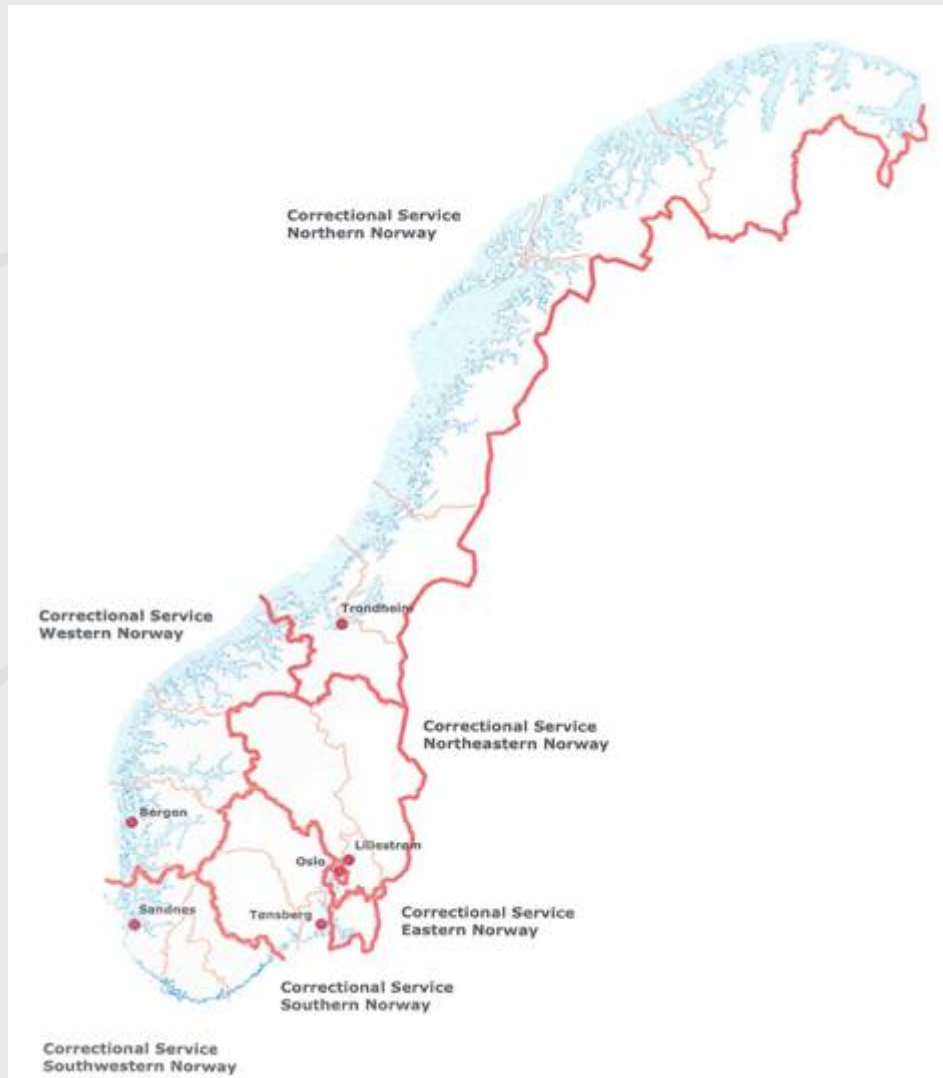 Correctional Service
Northern Norway
Correctional Service
Western Norway
Trondheim
Correctional Service
Northeastern Norway
Bergen
Lillestrøm
Oslo
Sandnes
Tønsberg
Correctional Service
Eastern Norway
Correctional Service
Southern Norway
Correctional Service
Southwestern Norway